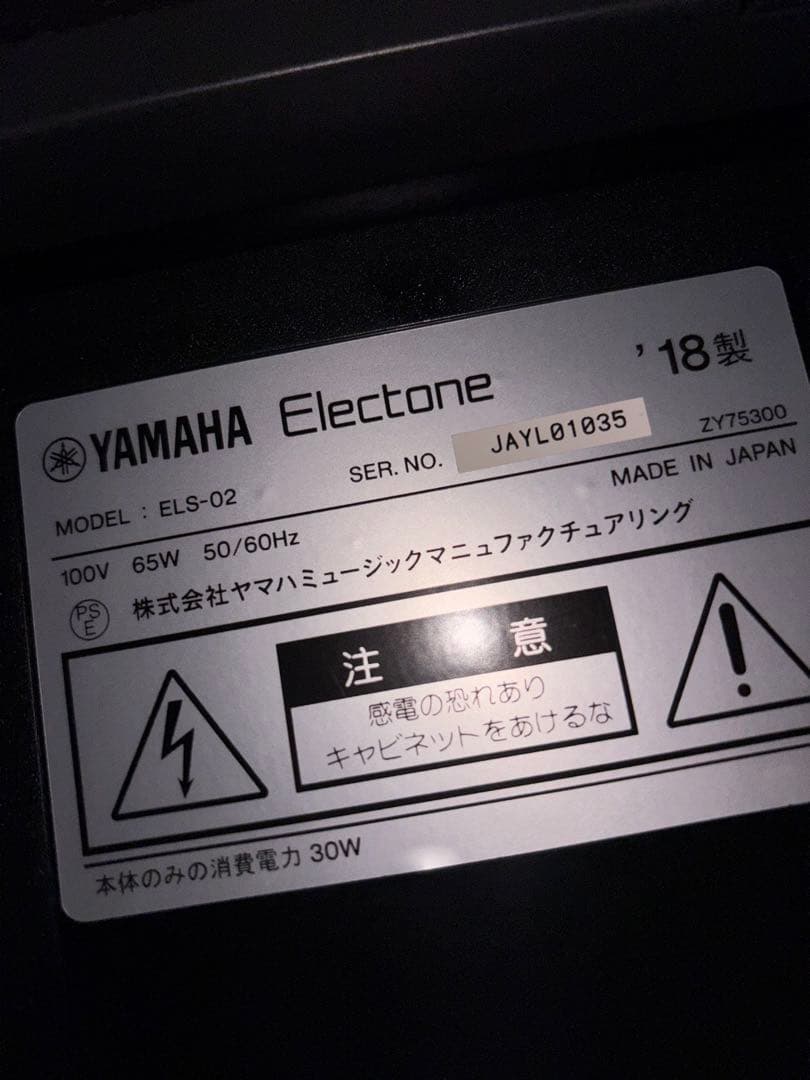 '18製
YAMAHA Electone
MODEL : ELS-02 SER. NO. JAYL01035 ZY75300
100V 65W 50/60Hz MADE IN JAPAN
PSE 株式会社ヤマハミュージックマニュファクチュアリング
注 意
感電の恐れあり
キャビネットをあけるな
本体のみの消費電力 30W